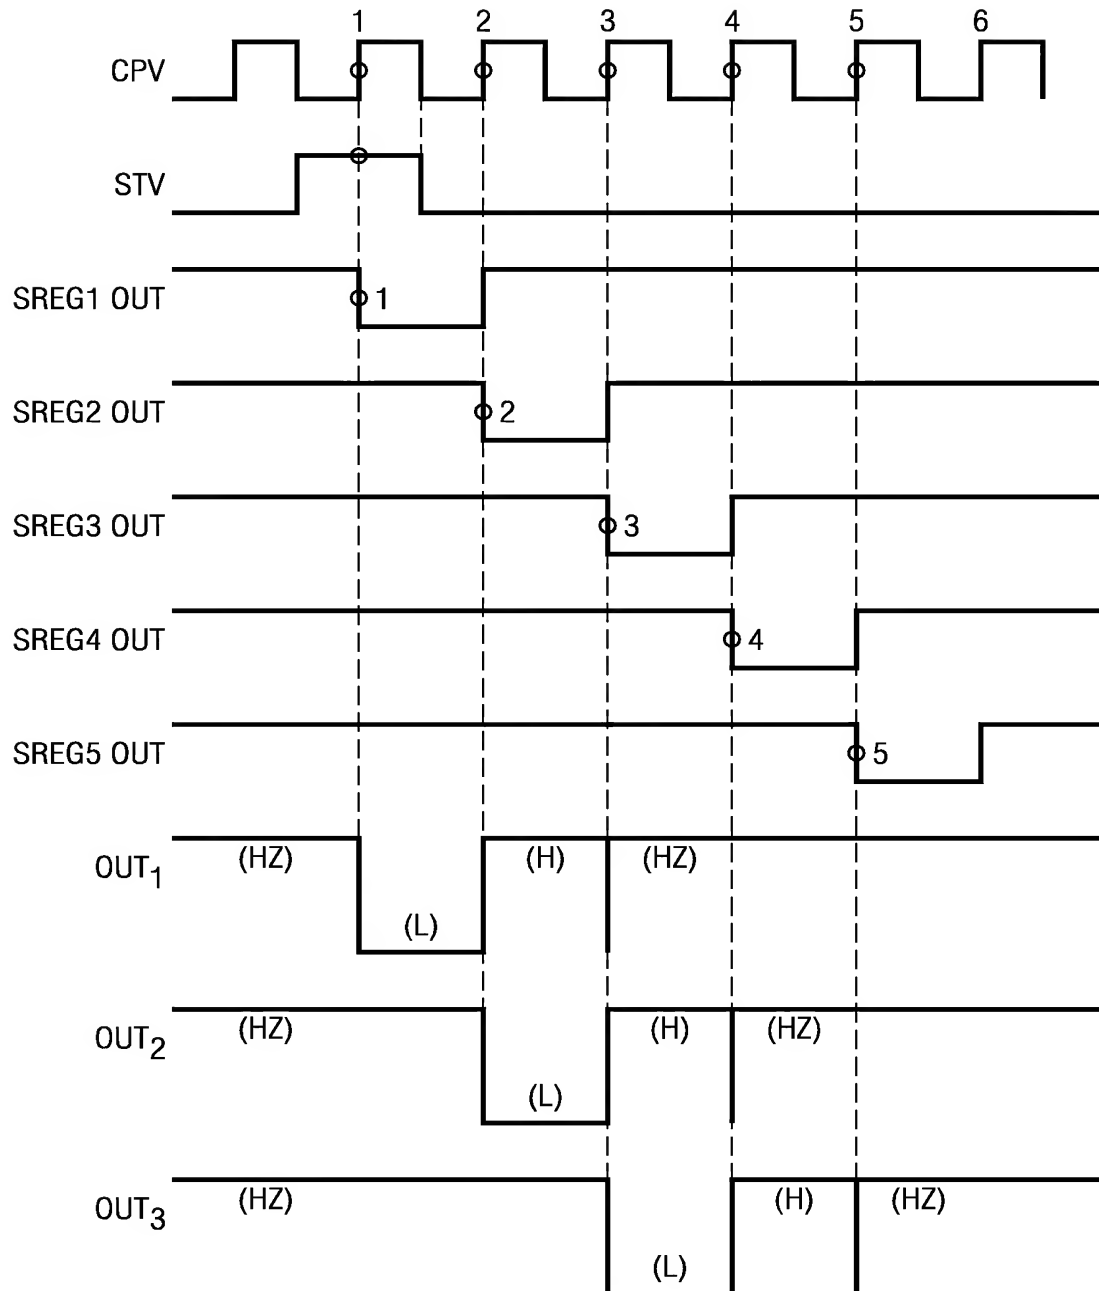 1 2 3 4 5 6
CPV
STV
SREG1 OUT 1
SREG2 OUT 2
SREG3 OUT 3
SREG4 OUT 4
SREG5 OUT 5
OUT1 (HZ) (H) (HZ)
(L)
OUT2 (HZ) (H) (HZ)
(L)
OUT3 (HZ) (H) (HZ)
(L)